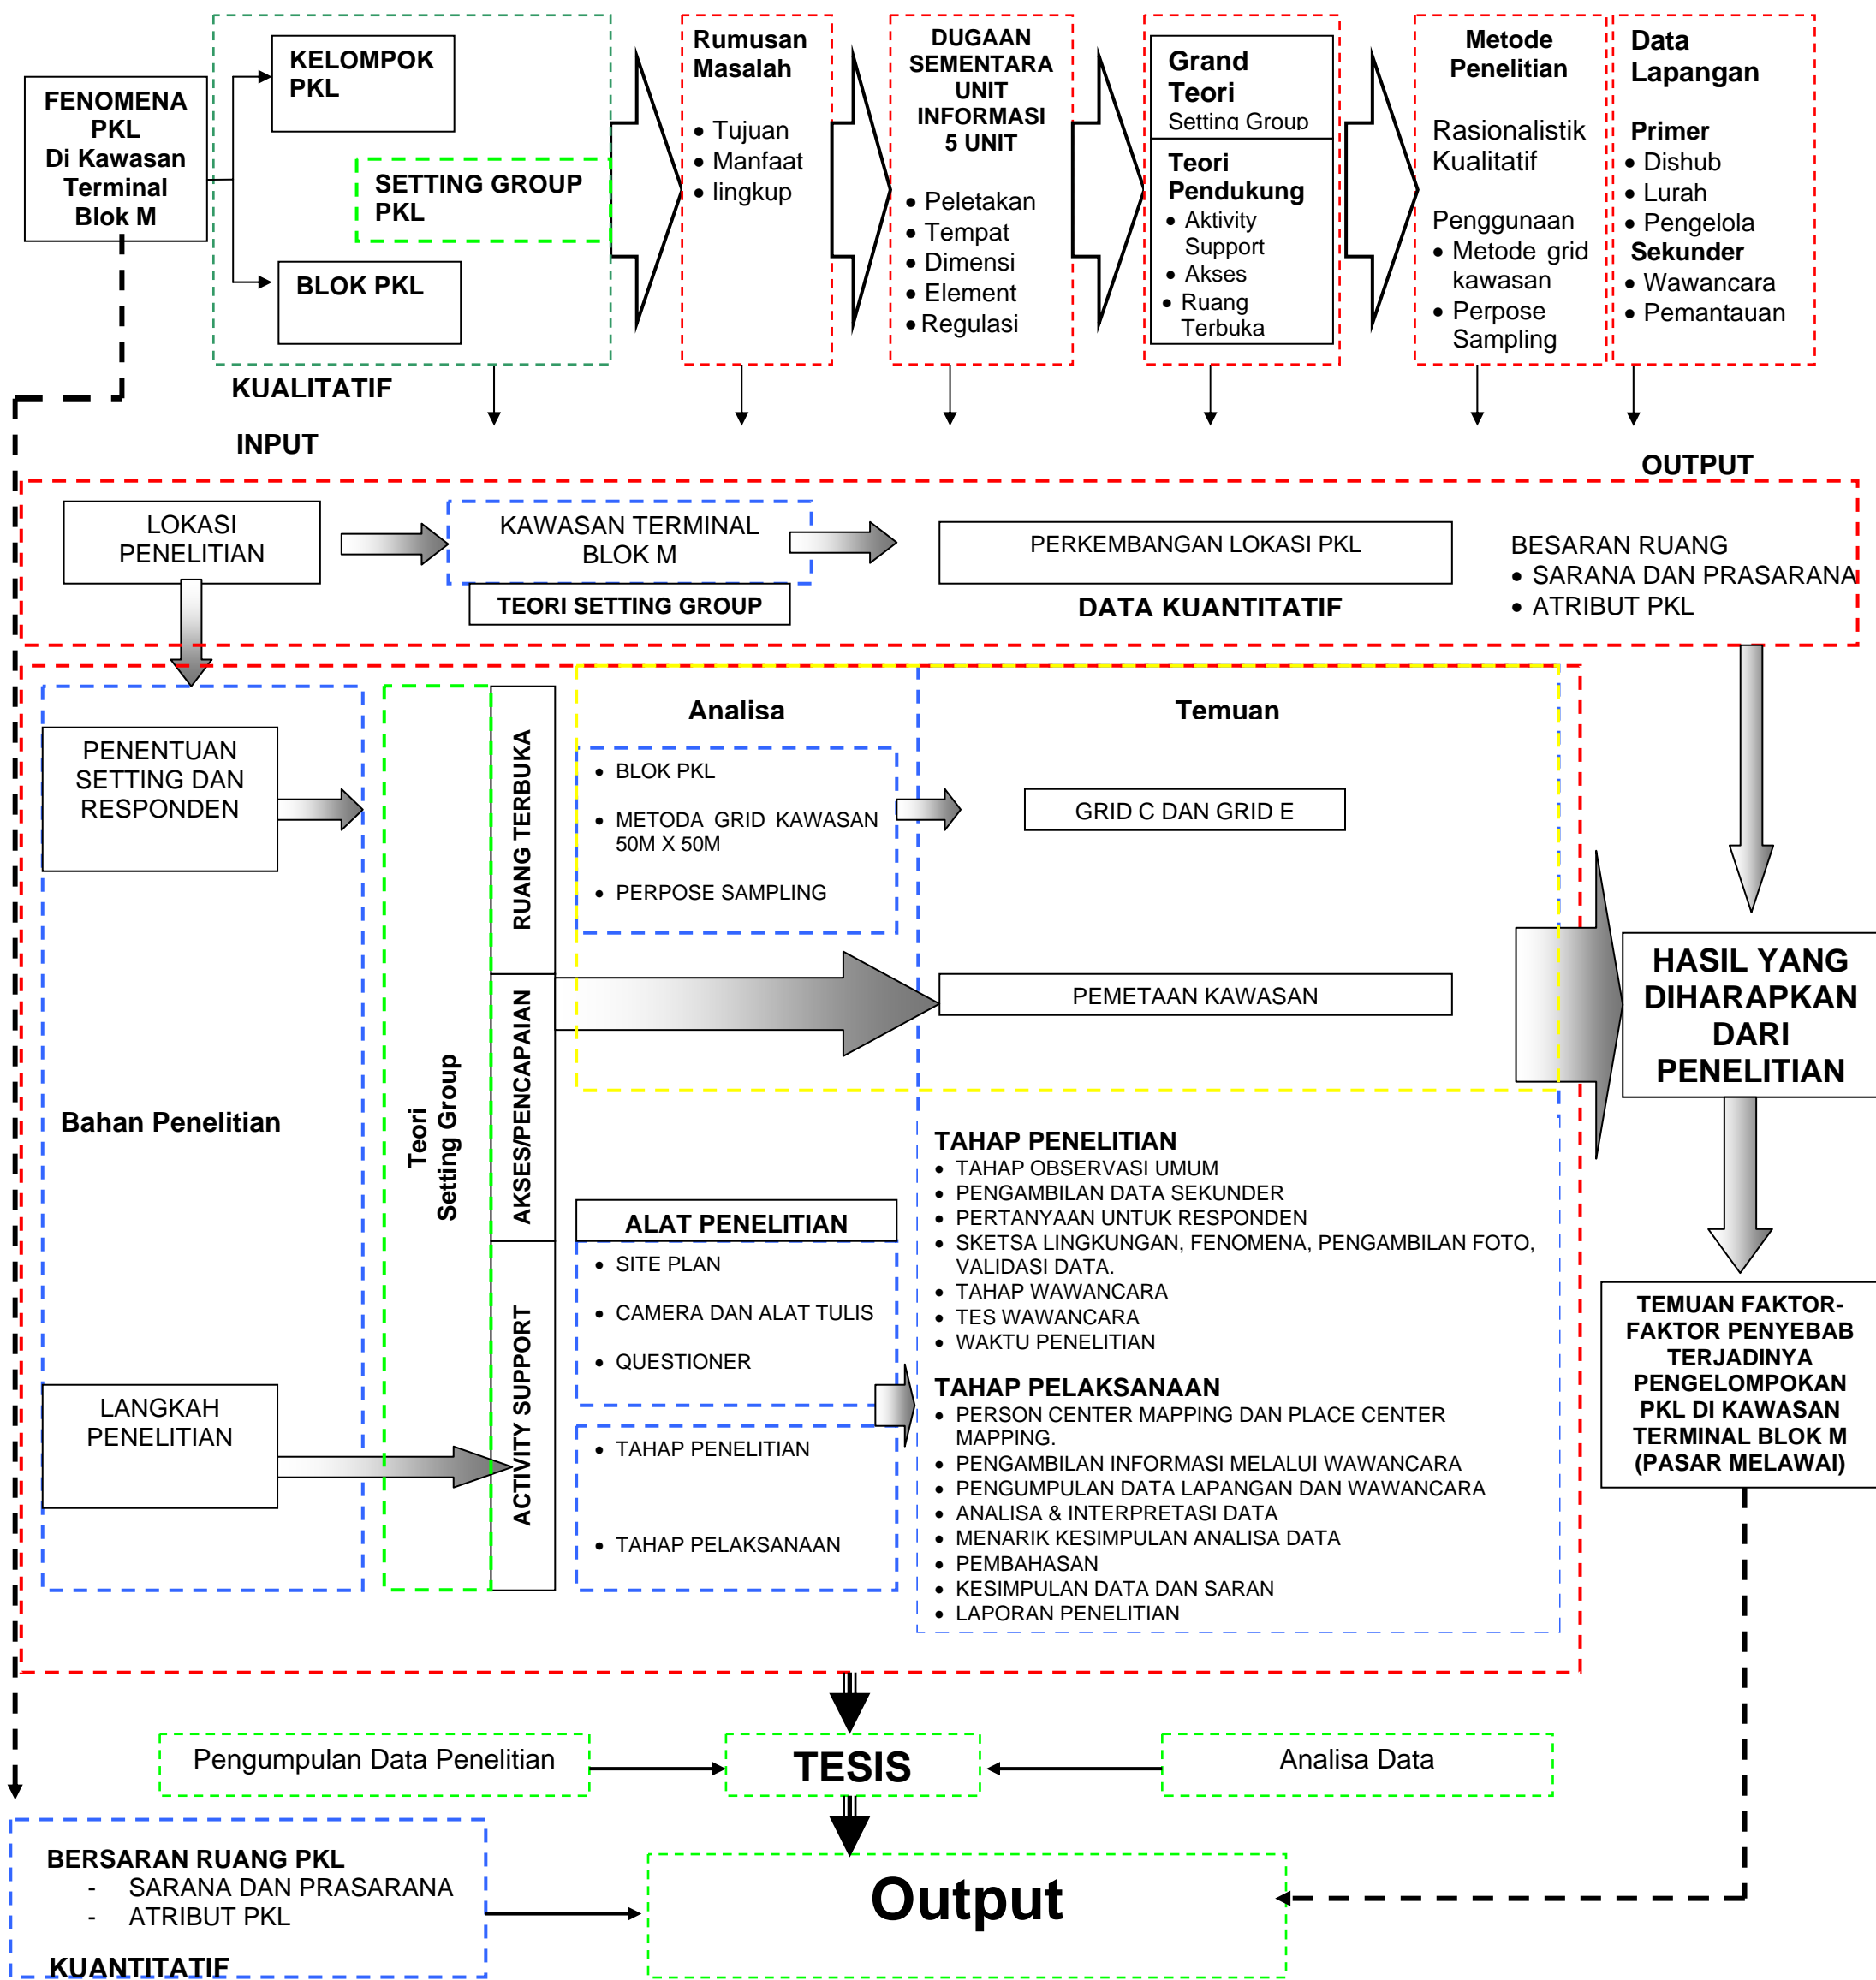 FENOMENA
PKL
Di Kawasan
Terminal
Blok M
KELOMPOK
PKL
SETTING GROUP
PKL
BLOK PKL
KUALITATIF
Rumusan
Masalah
• Tujuan
• Manfaat
• lingkup
DUGAAN
SEMENTARA
UNIT
INFORMASI
5 UNIT
• Peletakan
• Tempat
• Dimensi
• Element
• Regulasi
Grand
Teori
Setting Group
Teori
Pendukung
• Aktivity
Support
• Akses
• Ruang
Terbuka
Metode
Penelitian
Rasionalistik
Kualitatif
Penggunaan
• Metode grid
kawasan
• Perpose
Sampling
Data
Lapangan
Primer
• Dishub
• Lurah
• Pengelola
Sekunder
• Wawancara
• Pemantauan
INPUT
OUTPUT
LOKASI
PENELITIAN
KAWASAN TERMINAL
BLOK M
TEORI SETTING GROUP
PERKEMBANGAN LOKASI PKL
DATA KUANTITATIF
BESARAN RUANG
• SARANA DAN PRASARANA
• ATRIBUT PKL
PENENTUAN
SETTING DAN
RESPONDEN
Bahan Penelitian
LANGKAH
PENELITIAN
Teori
Setting Group
RUANG TERBUKA
AKSES/PENCAPAIAN
ACTIVITY SUPPORT
Analisa
• BLOK PKL
• METODA GRID KAWASAN
50M X 50M
• PERPOSE SAMPLING
Temuan
GRID C DAN GRID E
PEMETAAN KAWASAN
ALAT PENELITIAN
• SITE PLAN
• CAMERA DAN ALAT TULIS
• QUESTIONER
• TAHAP PENELITIAN
• TAHAP PELAKSANAAN
TAHAP PENELITIAN
• TAHAP OBSERVASI UMUM
• PENGAMBILAN DATA SEKUNDER
• PERTANYAAN UNTUK RESPONDEN
• SKETSA LINGKUNGAN, FENOMENA, PENGAMBILAN FOTO,
VALIDASI DATA.
• TAHAP WAWANCARA
• TES WAWANCARA
• WAKTU PENELITIAN
TAHAP PELAKSANAAN
• PERSON CENTER MAPPING DAN PLACE CENTER
MAPPING.
• PENGAMBILAN INFORMASI MELALUI WAWANCARA
• PENGUMPULAN DATA LAPANGAN DAN WAWANCARA
• ANALISA & INTERPRETASI DATA
• MENARIK KESIMPULAN ANALISA DATA
• PEMBAHASAN
• KESIMPULAN DATA DAN SARAN
• LAPORAN PENELITIAN
HASIL YANG
DIHARAPKAN
DARI
PENELITIAN
TEMUAN FAKTOR-
FAKTOR PENYEBAB
TERJADINYA
PENGELOMPOKAN
PKL DI KAWASAN
TERMINAL BLOK M
(PASAR MELAWAI)
Pengumpulan Data Penelitian
TESIS
Analisa Data
BERSARAN RUANG PKL
- SARANA DAN PRASARANA
- ATRIBUT PKL
KUANTITATIF
Output